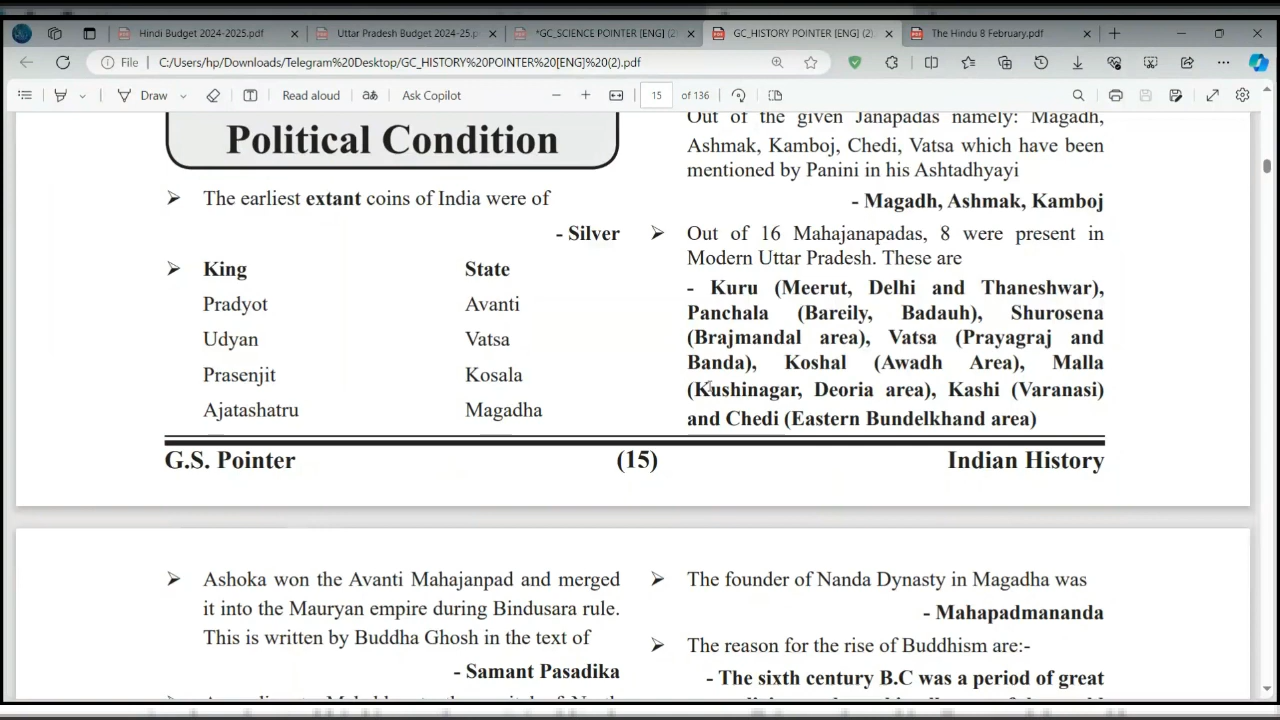 Hindi Budget 2024-2025.pdf
Uttar Pradesh Budget 2024-25.p
*GC_SCIENCE POINTER [ENG] (2)
GC_HISTORY POINTER [ENG] (2)
The Hindu 8 February.pdf
File
C:/Users/hp/Downloads/Telegram%20Desktop/GC_HISTORY%20POINTER%20[ENG]%20(2).pdf
Draw
Read aloud
Ask Copilot
15
of 136
Political Condition
➢ The earliest extant coins of India were of
- Silver
➢ King State
Pradyot Avanti
Udyan Vatsa
Prasenjit Kosala
Ajatashatru Magadha
Out of the given Janapadas namely: Magadh,
Ashmak, Kamboj, Chedi, Vatsa which have been
mentioned by Panini in his Ashtadhyayi
- Magadh, Ashmak, Kamboj
➢ Out of 16 Mahajanapadas, 8 were present in
Modern Uttar Pradesh. These are
- Kuru (Meerut, Delhi and Thaneshwar),
Panchala (Bareily, Badauh), Shurosena
(Brajmandal area), Vatsa (Prayagraj and
Banda), Koshal (Awadh Area), Malla
(Kushinagar, Deoria area), Kashi (Varanasi)
and Chedi (Eastern Bundelkhand area)
G.S. Pointer (15) Indian History
➢ Ashoka won the Avanti Mahajanpad and merged
it into the Mauryan empire during Bindusara rule.
This is written by Buddha Ghosh in the text of
- Samant Pasadika
➢ The founder of Nanda Dynasty in Magadha was
- Mahapadmananda
➢ The reason for the rise of Buddhism are:-
- The sixth century B.C was a period of great